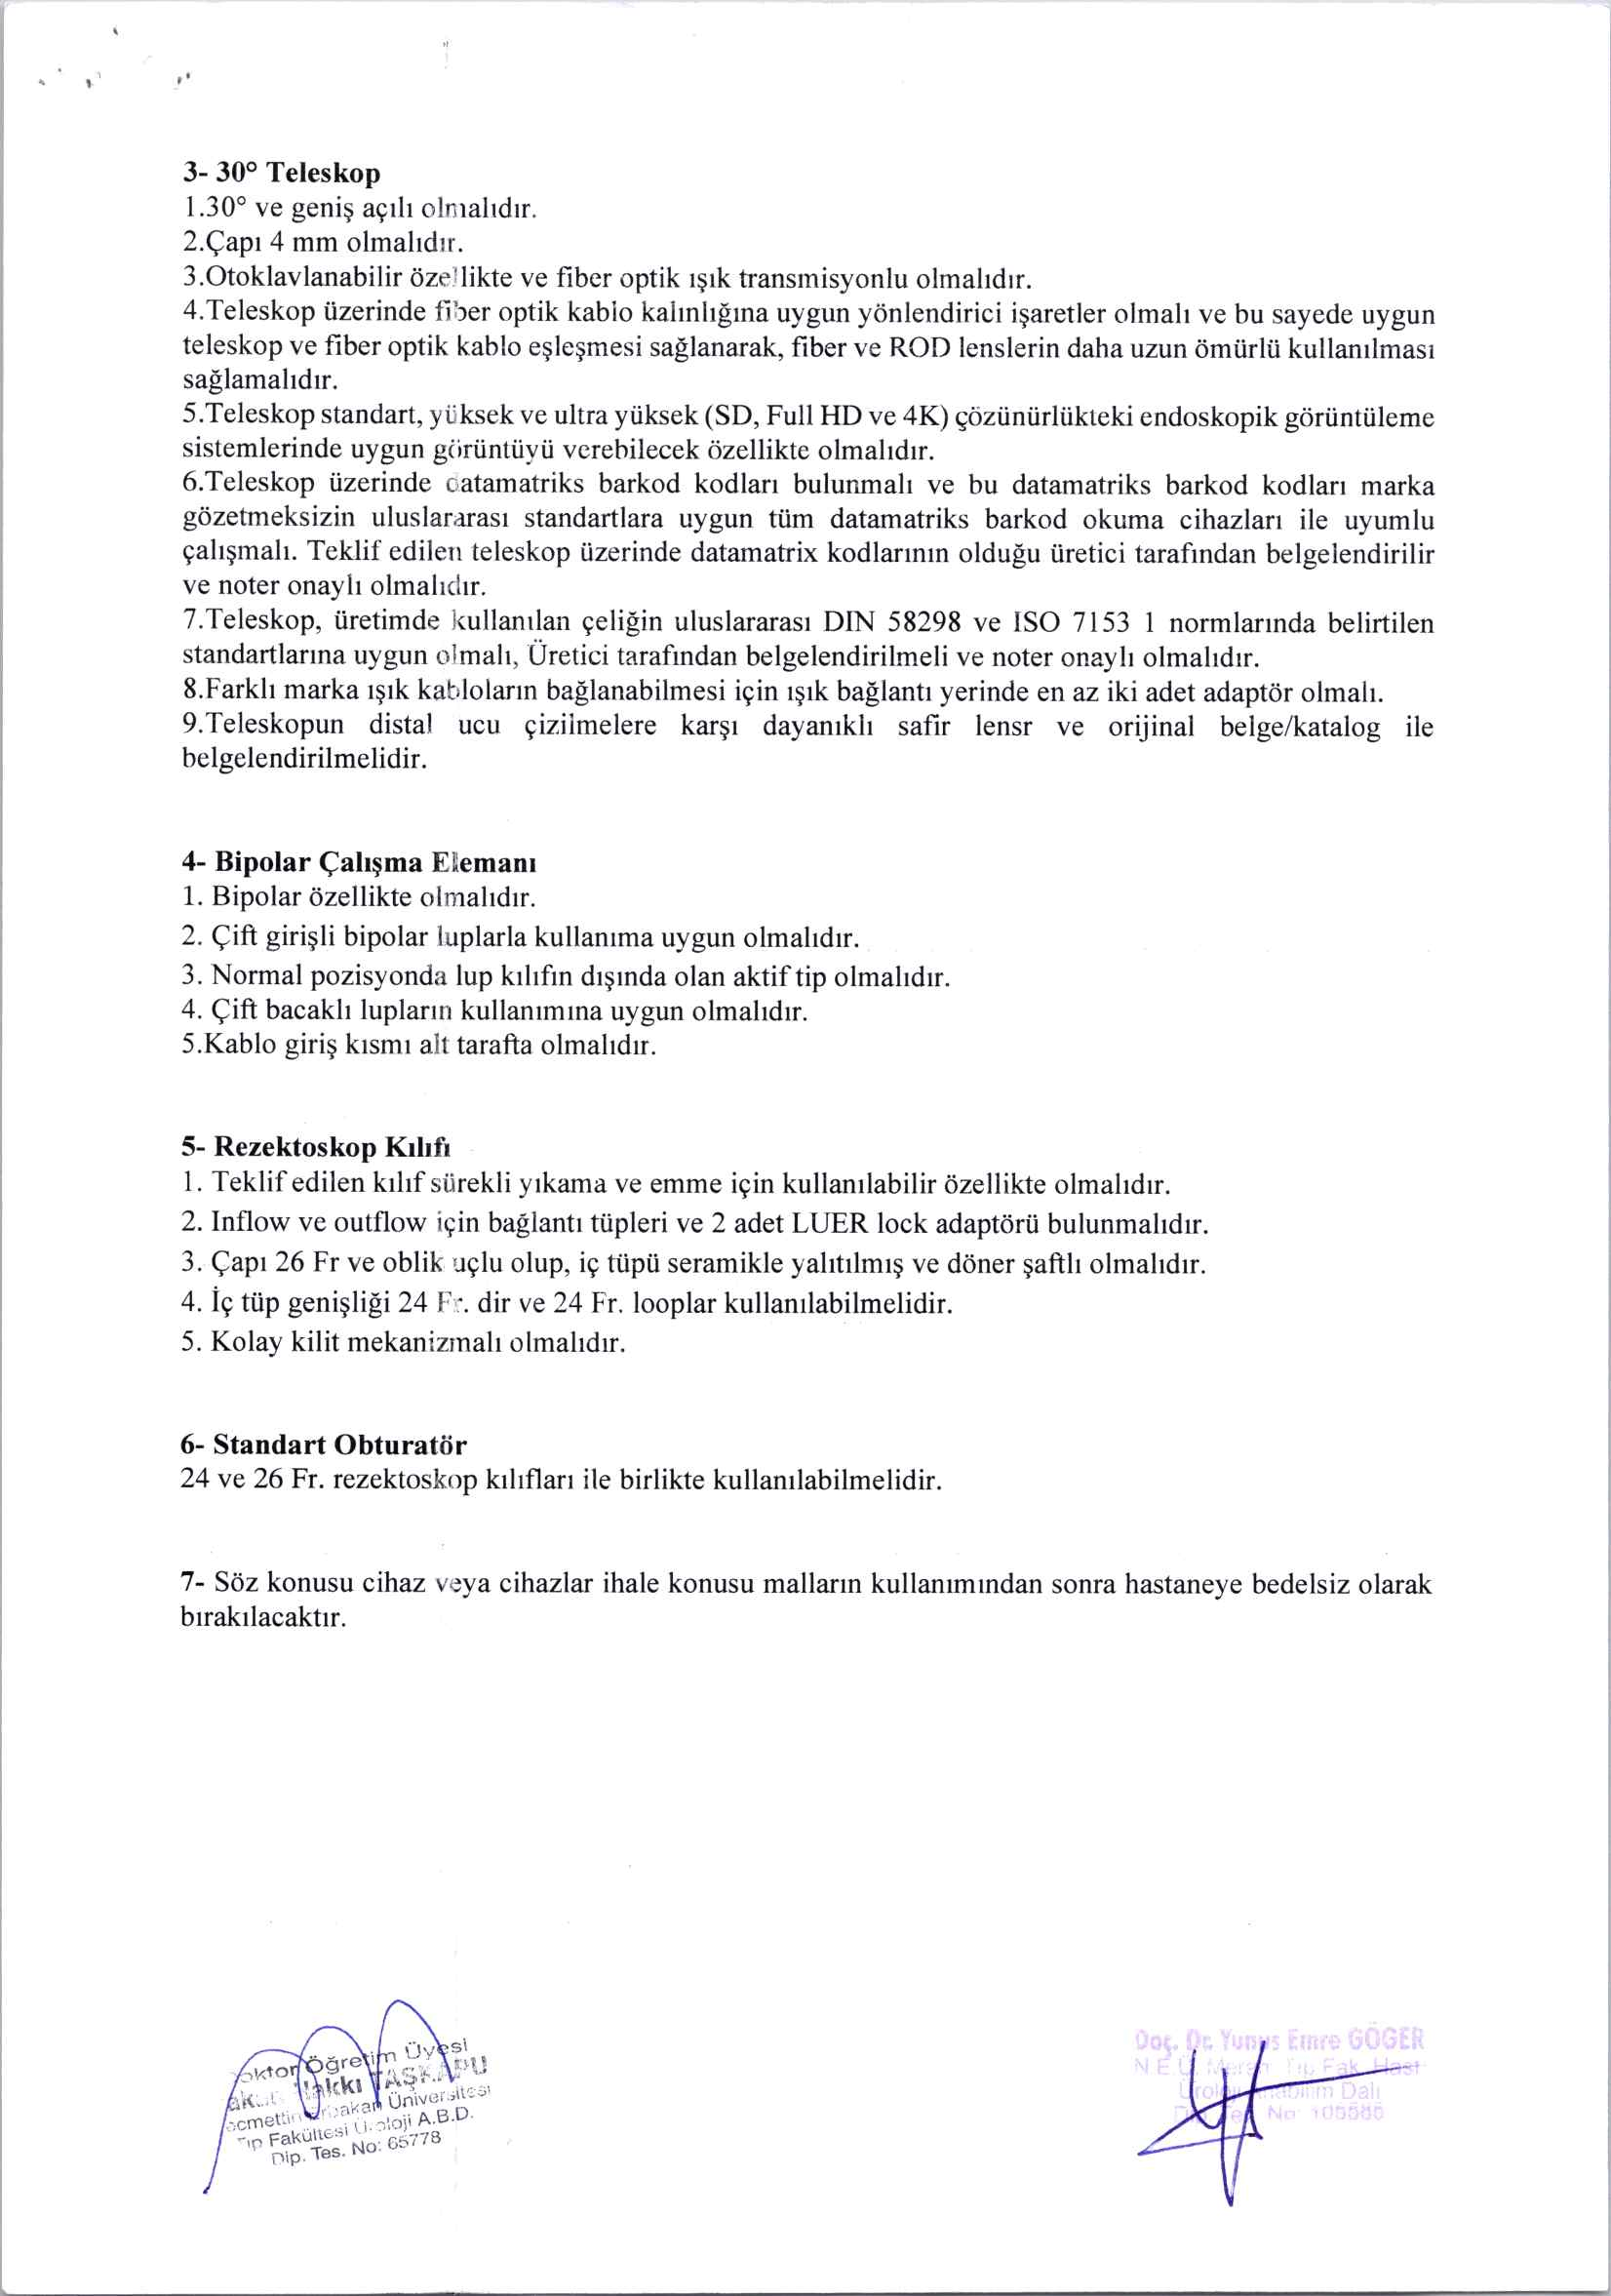 3- 30° Teleskop
1.30° ve geniş açılı olmalıdır.
2.Çapı 4 mm olmalıdır.
3.Otoklavlanabilir özellikte ve fiber optik ışık transmisyonlu olmalıdır.
4.Teleskop üzerinde fiber optik kablo kalınlığına uygun yönlendirici işaretler olmalı ve bu sayede uygun
teleskop ve fiber optik kablo eşleşmesi sağlanarak, fiber ve ROD lenslerin daha uzun ömürlü kullanılması
sağlamalıdır.
5.Teleskop standart, yüksek ve ultra yüksek (SD, Full HD ve 4K) çözünürlükteki endoskopik görüntüleme
sistemlerinde uygun görüntüyü verebilecek özellikte olmalıdır.
6.Teleskop üzerinde datamatriks barkod kodları bulunmalı ve bu datamatriks barkod kodları marka
gözetmeksizin uluslararası standartlara uygun tüm datamatriks barkod okuma cihazları ile uyumlu
çalışmalı. Teklif edilen teleskop üzerinde datamatrix kodlarının olduğu üretici tarafından belgelendirilir
ve noter onaylı olmalıdır.
7.Teleskop, üretimde kullanılan çeliğin uluslararası DIN 58298 ve ISO 7153 1 normlarında belirtilen
standartlarına uygun olmalı, Üretici tarafından belgelendirilmeli ve noter onaylı olmalıdır.
8.Farklı marka ışık kabloların bağlanabilmesi için ışık bağlantı yerinde en az iki adet adaptör olmalı.
9.Teleskopun distal ucu çizilmelere karşı dayanıklı safir lensr ve orijinal belge/katalog ile
belgelendirilmelidir.
4- Bipolar Çalışma Elemanı
1. Bipolar özellikte olmalıdır.
2. Çift girişli bipolar luplarla kullanıma uygun olmalıdır.
3. Normal pozisyonda lup kılıfın dışında olan aktif tip olmalıdır.
4. Çift bacaklı lupların kullanımına uygun olmalıdır.
5.Kablo giriş kısmı alt tarafta olmalıdır.
5- Rezektoskop Kılıfı
1. Teklif edilen kılıf sürekli yıkama ve emme için kullanılabilir özellikte olmalıdır.
2. Inflow ve outflow için bağlantı tüpleri ve 2 adet LUER lock adaptörü bulunmalıdır.
3. Çapı 26 Fr ve oblik uçlu olup, iç tüpü seramikle yalıtılmış ve döner şaftlı olmalıdır.
4. İç tüp genişliği 24 Fr. dir ve 24 Fr. looplar kullanılabilmelidir.
5. Kolay kilit mekanizmalı olmalıdır.
6- Standart Obturatör
24 ve 26 Fr. rezektoskop kılıfları ile birlikte kullanılabilmelidir.
7- Söz konusu cihaz veya cihazlar ihale konusu malların kullanımından sonra hastaneye bedelsiz olarak
bırakılacaktır.
Doktor Öğretim Üyesi
Hakkı TAŞKAPU
Üniversitesi
Tıp Fakültesi Üroloji A.B.D.
Dip. Tes. No: 65778
Doç. Dr. Yunus Emre GÖGER
N.E.Ü. Meram Tıp Fak. Hast
Üroloji Anabilim Dalı
No